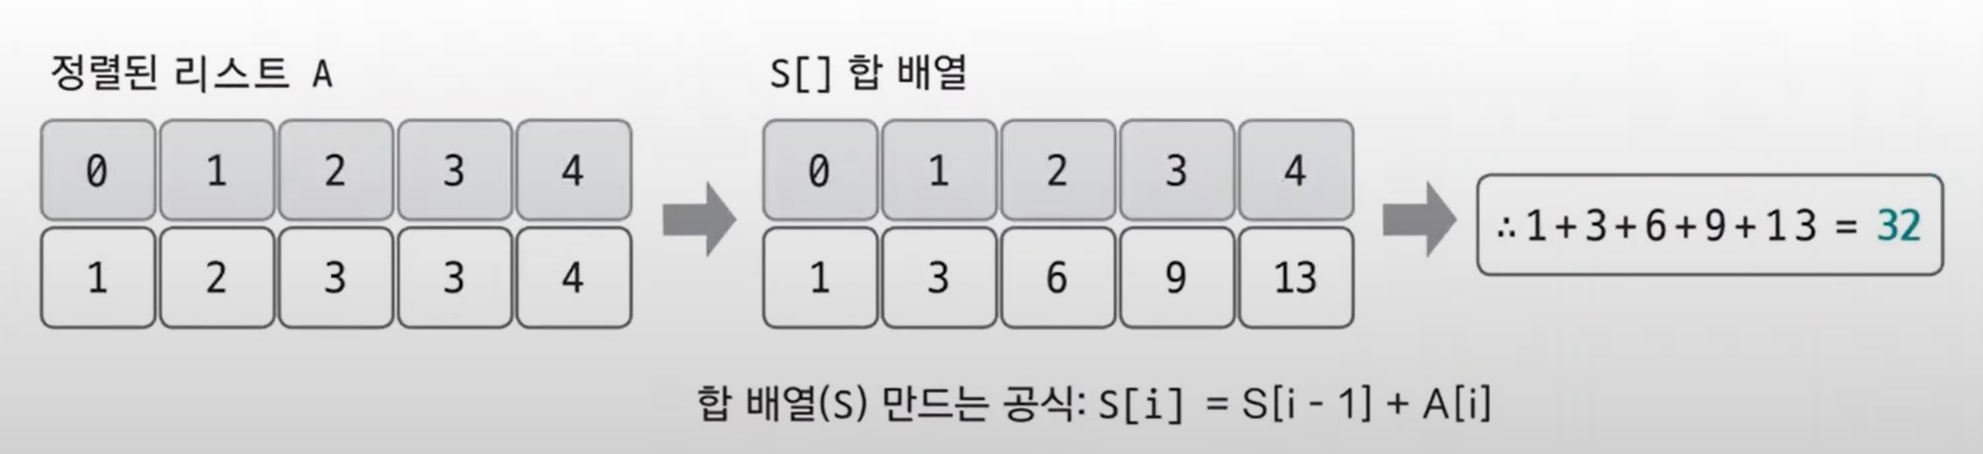 정렬된 리스트 A
0 1 2 3 4
1 2 3 3 4
S[] 합 배열
0 1 2 3 4
1 3 6 9 13
∴1+3+6+9+13 = 32
합 배열(S) 만드는 공식: S[i] = S[i - 1] + A[i]